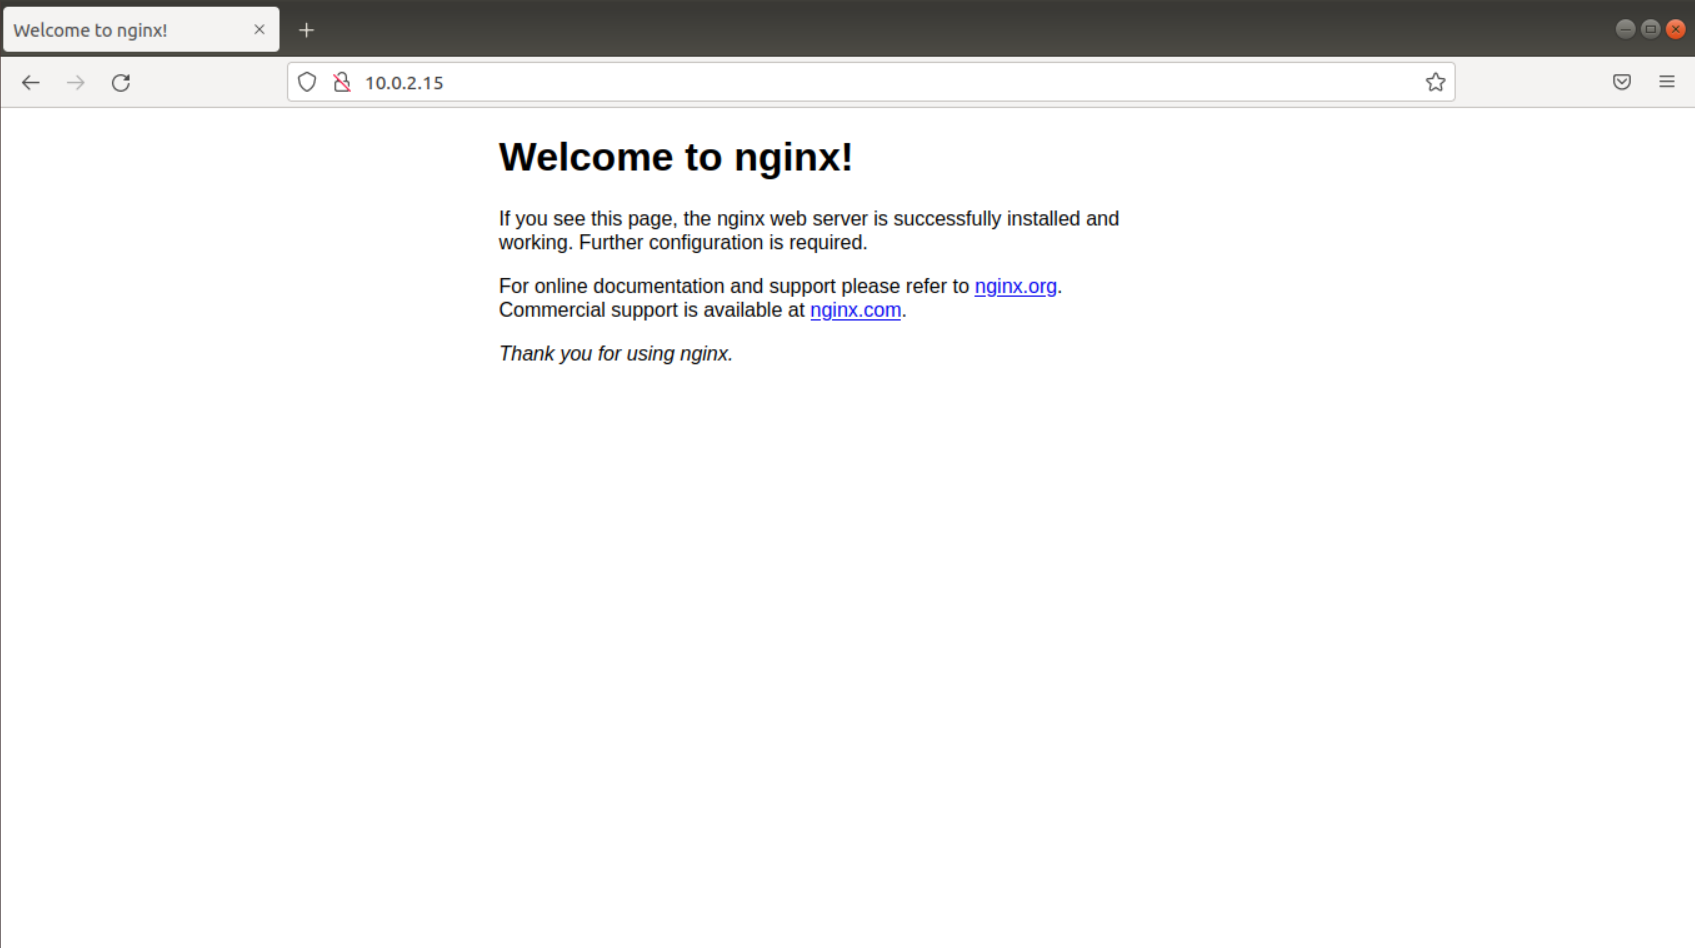 Welcome to nginx!
10.0.2.15
Welcome to nginx!
If you see this page, the nginx web server is successfully installed and
working. Further configuration is required.
For online documentation and support please refer to nginx.org.
Commercial support is available at nginx.com.
Thank you for using nginx.